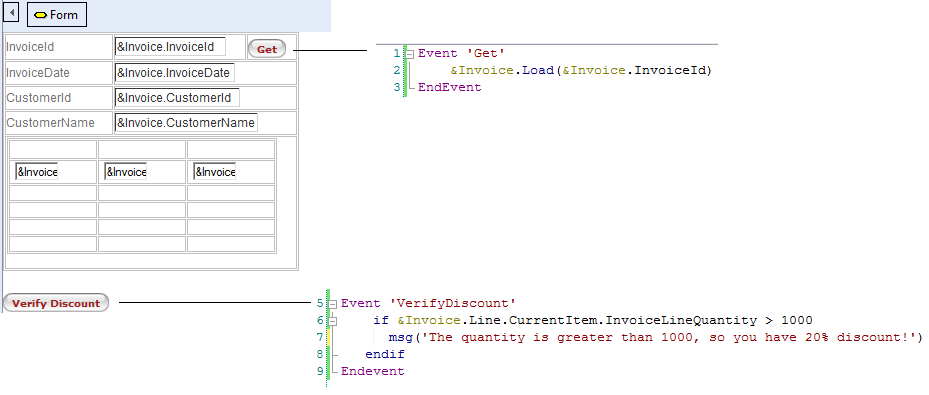 Form
InvoiceId &Invoice.InvoiceId Get
InvoiceDate &Invoice.InvoiceDate
CustomerId &Invoice.CustomerId
CustomerName &Invoice.CustomerName
&Invoice &Invoice &Invoice
Verify Discount
1 Event 'Get'
2 &Invoice.Load(&Invoice.InvoiceId)
3 EndEvent
5 Event 'VerifyDiscount'
6 if &Invoice.Line.CurrentItem.InvoiceLineQuantity > 1000
7 msg('The quantity is greater than 1000, so you have 20% discount!')
8 endif
9 Endevent